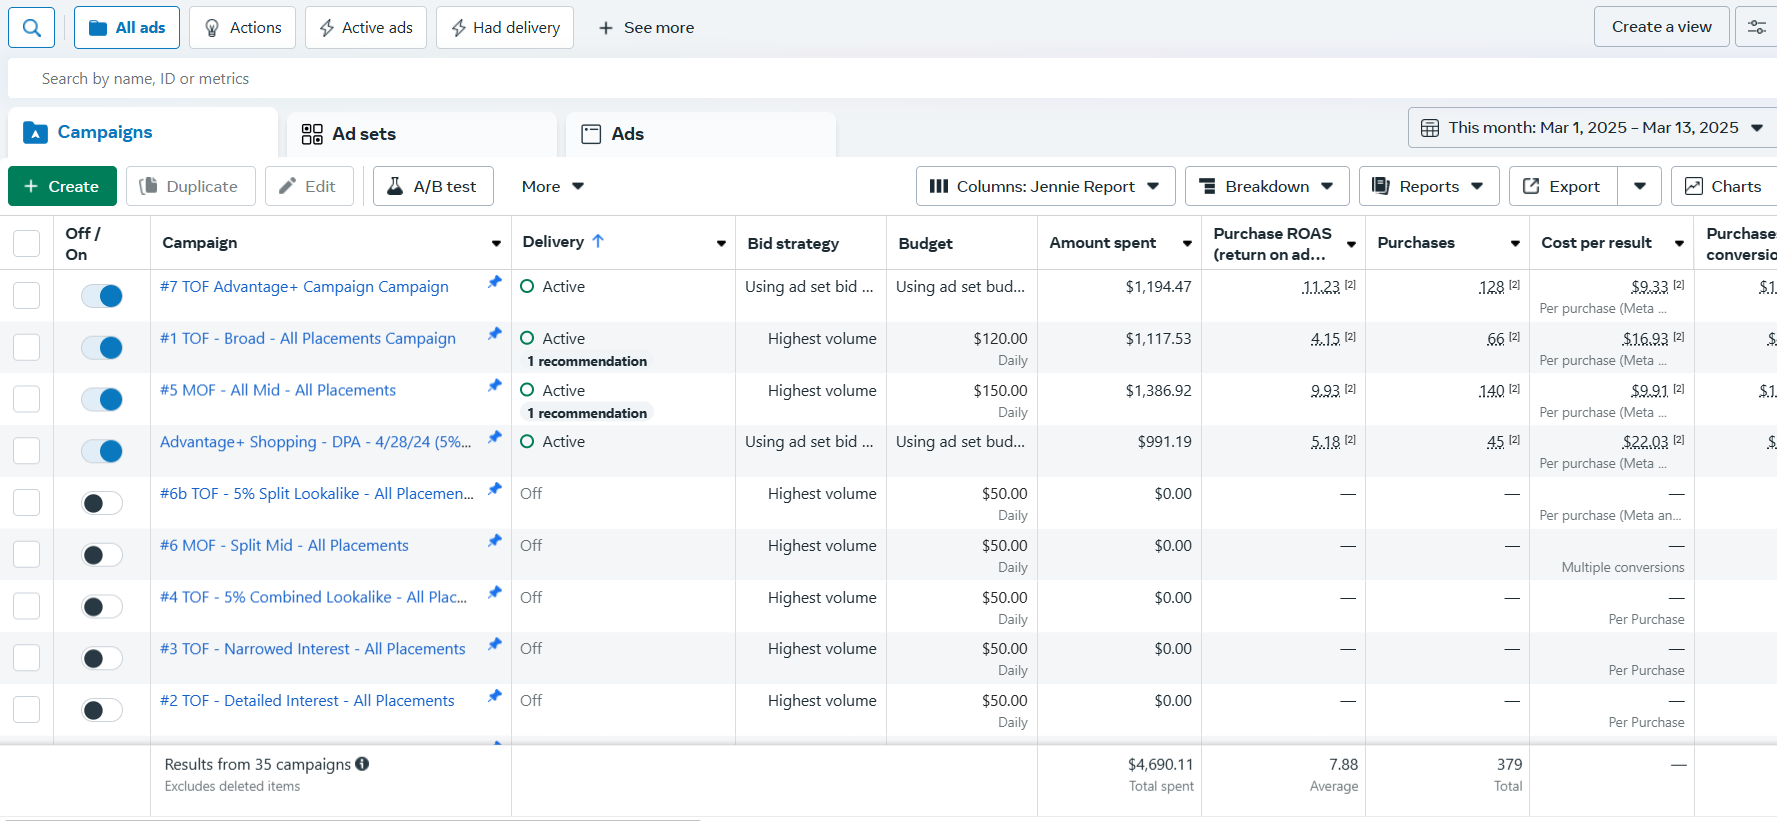 All ads
Actions
Active ads
Had delivery
+ See more
Create a view
Search by name, ID or metrics
Campaigns
Ad sets
Ads
This month: Mar 1, 2025 – Mar 13, 2025
+ Create
Duplicate
Edit
A/B test
More
Columns: Jennie Report
Breakdown
Reports
Export
Charts
Off / On
Campaign
Delivery ↑
Bid strategy
Budget
Amount spent
Purchase ROAS (return on ad...
Purchases
Cost per result
#7 TOF Advantage+ Campaign Campaign
Active
Using ad set bid ...
Using ad set bud...
$1,194.47
11.23 [2]
128 [2]
$9.33 [2]
Per purchase (Meta ...
#1 TOF - Broad - All Placements Campaign
Active
1 recommendation
Highest volume
$120.00
Daily
$1,117.53
4.15 [2]
66 [2]
$16.93 [2]
Per purchase (Meta ...
#5 MOF - All Mid - All Placements
Active
1 recommendation
Highest volume
$150.00
Daily
$1,386.92
9.93 [2]
140 [2]
$9.91 [2]
Per purchase (Meta ...
Advantage+ Shopping - DPA - 4/28/24 (5%...
Active
Using ad set bid ...
Using ad set bud...
$991.19
5.18 [2]
45 [2]
$22.03 [2]
Per purchase (Meta ...
#6b TOF - 5% Split Lookalike - All Placemen...
Off
Highest volume
$50.00
Daily
$0.00
—
—
—
Per purchase (Meta an...
#6 MOF - Split Mid - All Placements
Off
Highest volume
$50.00
Daily
$0.00
—
—
—
Multiple conversions
#4 TOF - 5% Combined Lookalike - All Plac...
Off
Highest volume
$50.00
Daily
$0.00
—
—
—
Per Purchase
#3 TOF - Narrowed Interest - All Placements
Off
Highest volume
$50.00
Daily
$0.00
—
—
—
Per Purchase
#2 TOF - Detailed Interest - All Placements
Off
Highest volume
$50.00
Daily
$0.00
—
—
—
Per Purchase
Results from 35 campaigns
Excludes deleted items
$4,690.11
Total spent
7.88
Average
379
Total
—